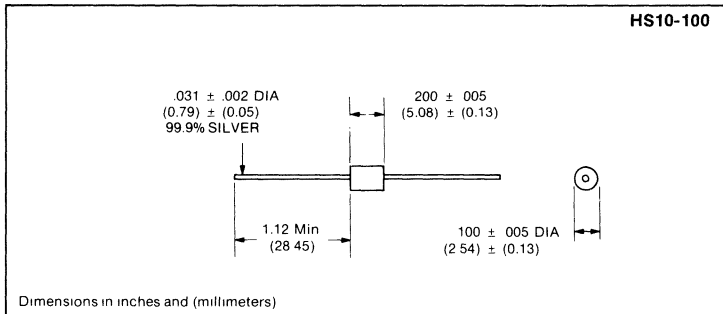 HS10-100
.031 ± .002 DIA
(0.79) ± (0.05)
99.9% SILVER
200 ± 005
(5.08) ± (0.13)
1.12 Min
(28 45)
100 ± 005 DIA
(2 54) ± (0.13)
Dimensions in inches and (millimeters)